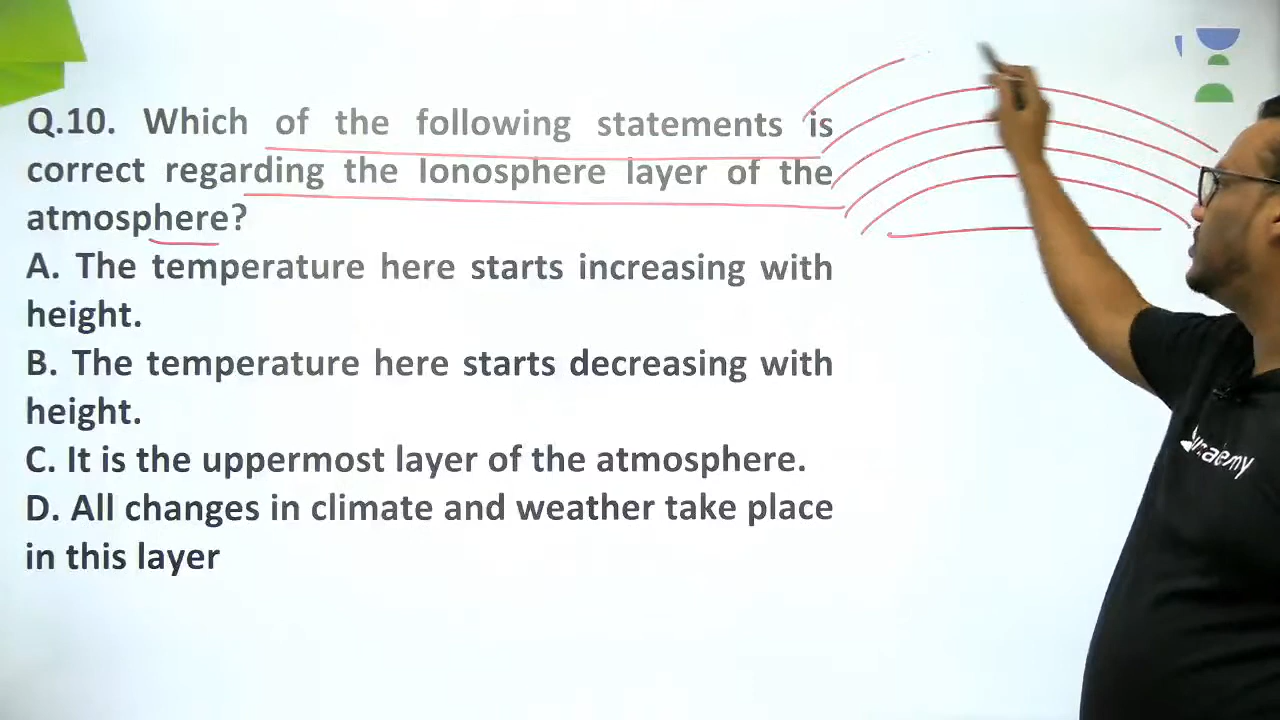 Q.10. Which of the following statements is
correct regarding the Ionosphere layer of the
atmosphere?
A. The temperature here starts increasing with
height.
B. The temperature here starts decreasing with
height.
C. It is the uppermost layer of the atmosphere.
D. All changes in climate and weather take place
in this layer